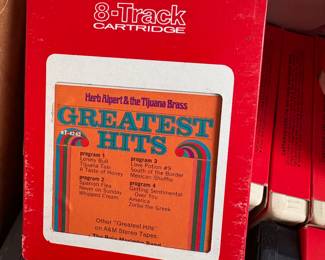 8-Track
CARTRIDGE
Herb Alpert & the Tijuana Brass
GREATEST
HITS
8T-4245
program 1
Lonely Bull
Tijuana Taxi
A Taste of Honey
program 2
Spanish Flea
Never on Sunday
Whipped Cream
program 3
Love Potion #9
South of the Border
Mexican Shuffle
program 4
Getting Sentimental
Over You
America
Zorba the Greek
Other "Greatest Hits"
on A&M Stereo Tapes